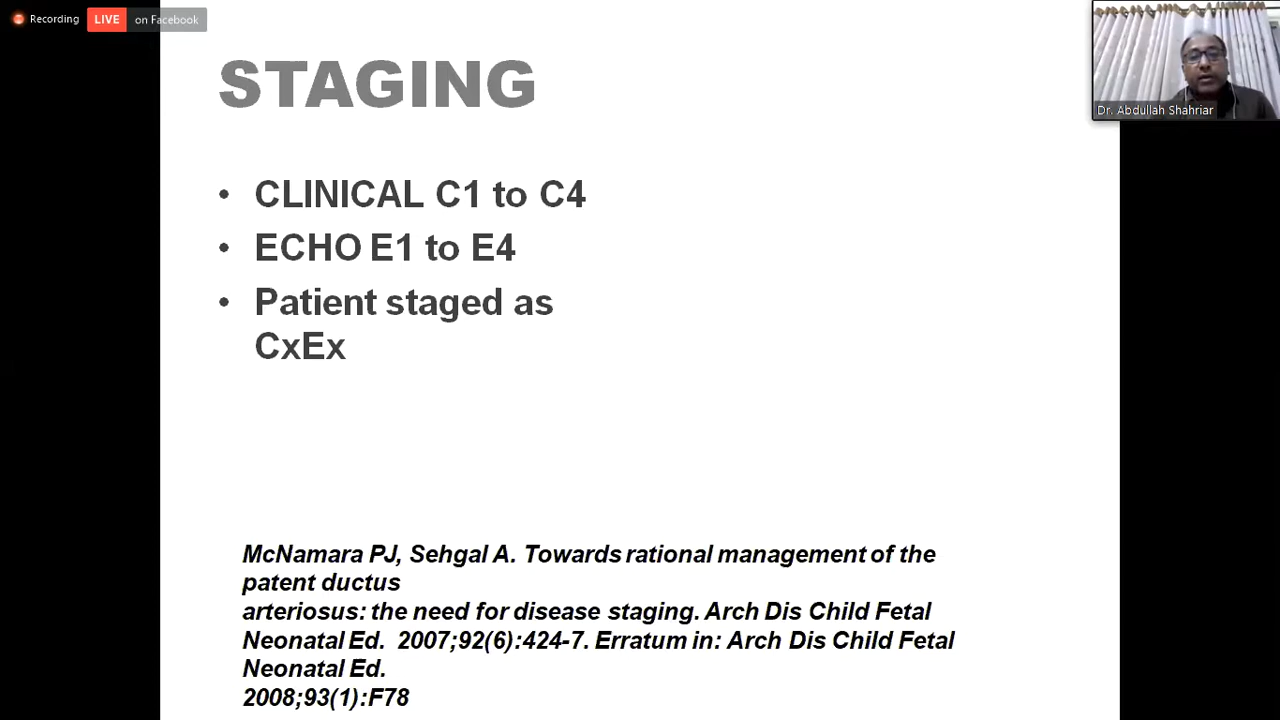 Recording
LIVE on Facebook
Dr. Abdullah Shahriar
STAGING
• CLINICAL C1 to C4
• ECHO E1 to E4
• Patient staged as
CxEx
McNamara PJ, Sehgal A. Towards rational management of the
patent ductus
arteriosus: the need for disease staging. Arch Dis Child Fetal
Neonatal Ed. 2007;92(6):424-7. Erratum in: Arch Dis Child Fetal
Neonatal Ed.
2008;93(1):F78